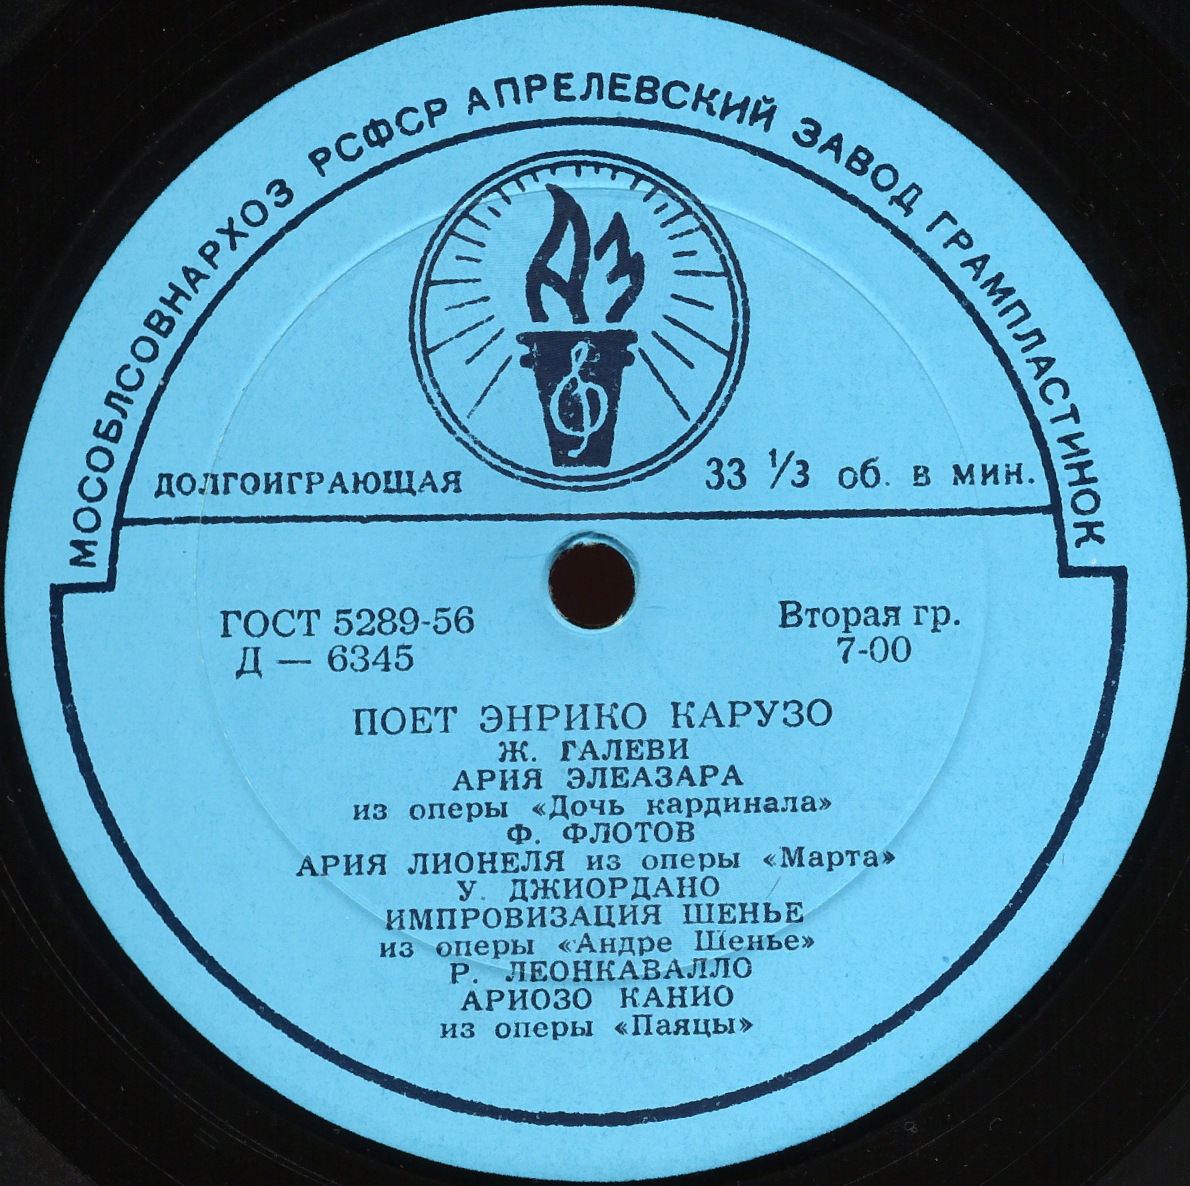 МОСОБЛСОВНАРХОЗ РСФСР АПРЕЛЕВСКИЙ ЗАВОД ГРАМПЛАСТИНОК
АЗ
ДОЛГОИГРАЮЩАЯ
33 1/3 об. в мин.
ГОСТ 5289-56
Д — 6345
Вторая гр.
7-00
ПОЕТ ЭНРИКО КАРУЗО
Ж. ГАЛЕВИ
АРИЯ ЭЛЕАЗАРА
из оперы «Дочь кардинала»
Ф. ФЛОТОВ
АРИЯ ЛИОНЕЛЯ из оперы «Марта»
У. ДЖИОРДАНО
ИМПРОВИЗАЦИЯ ШЕНЬЕ
из оперы «Андре Шенье»
Р. ЛЕОНКАВАЛЛО
АРИОЗО КАНИО
из оперы «Паяцы»